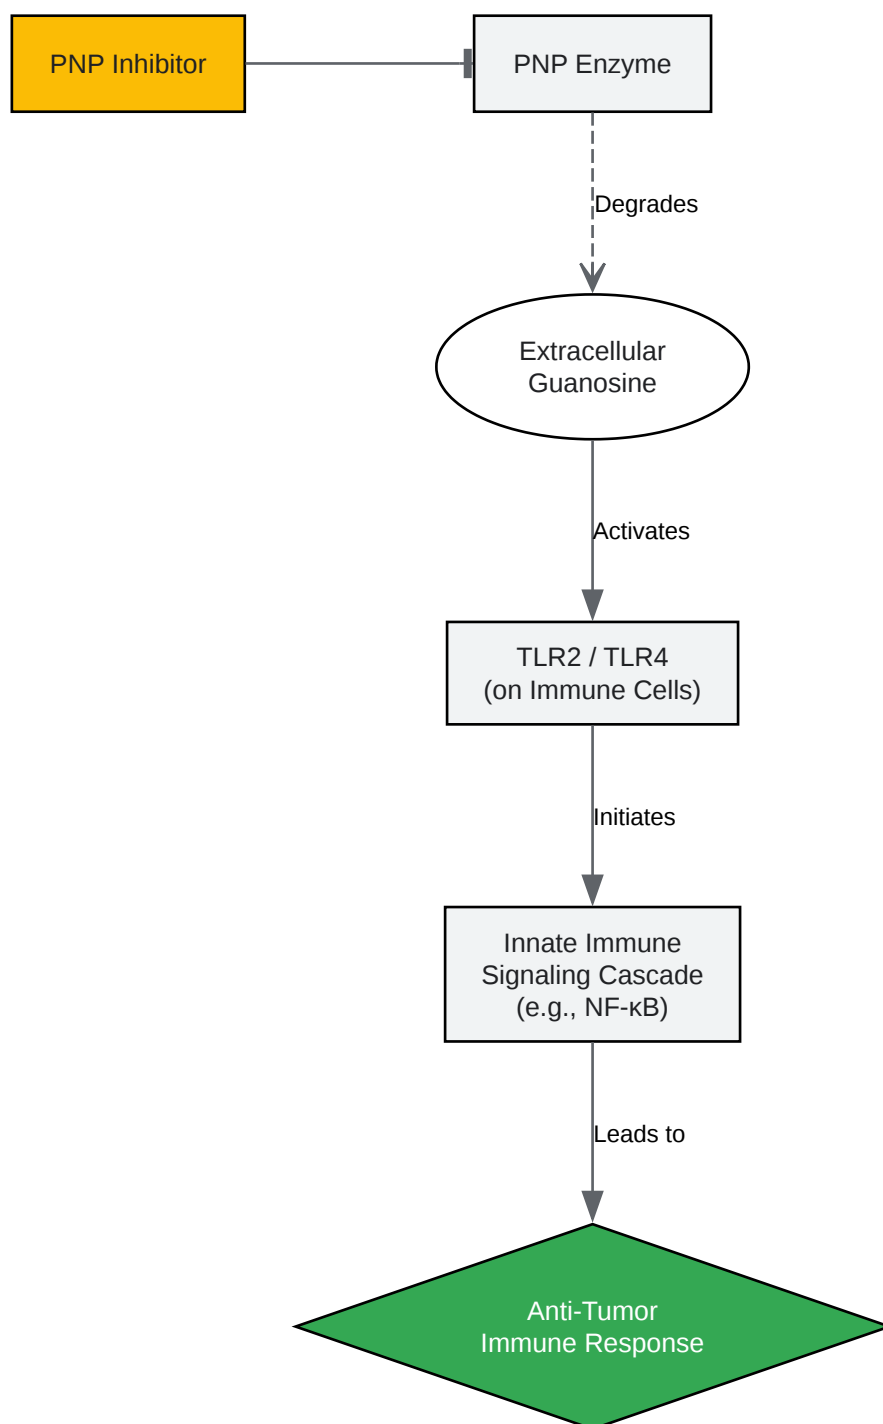 PNP Inhibitor
PNP Enzyme
Degrades
Extracellular
Guanosine
Activates
TLR2 / TLR4
(on Immune Cells)
Initiates
Innate Immune
Signaling Cascade
(e.g., NF-κB)
Leads to
Anti-Tumor
Immune Response